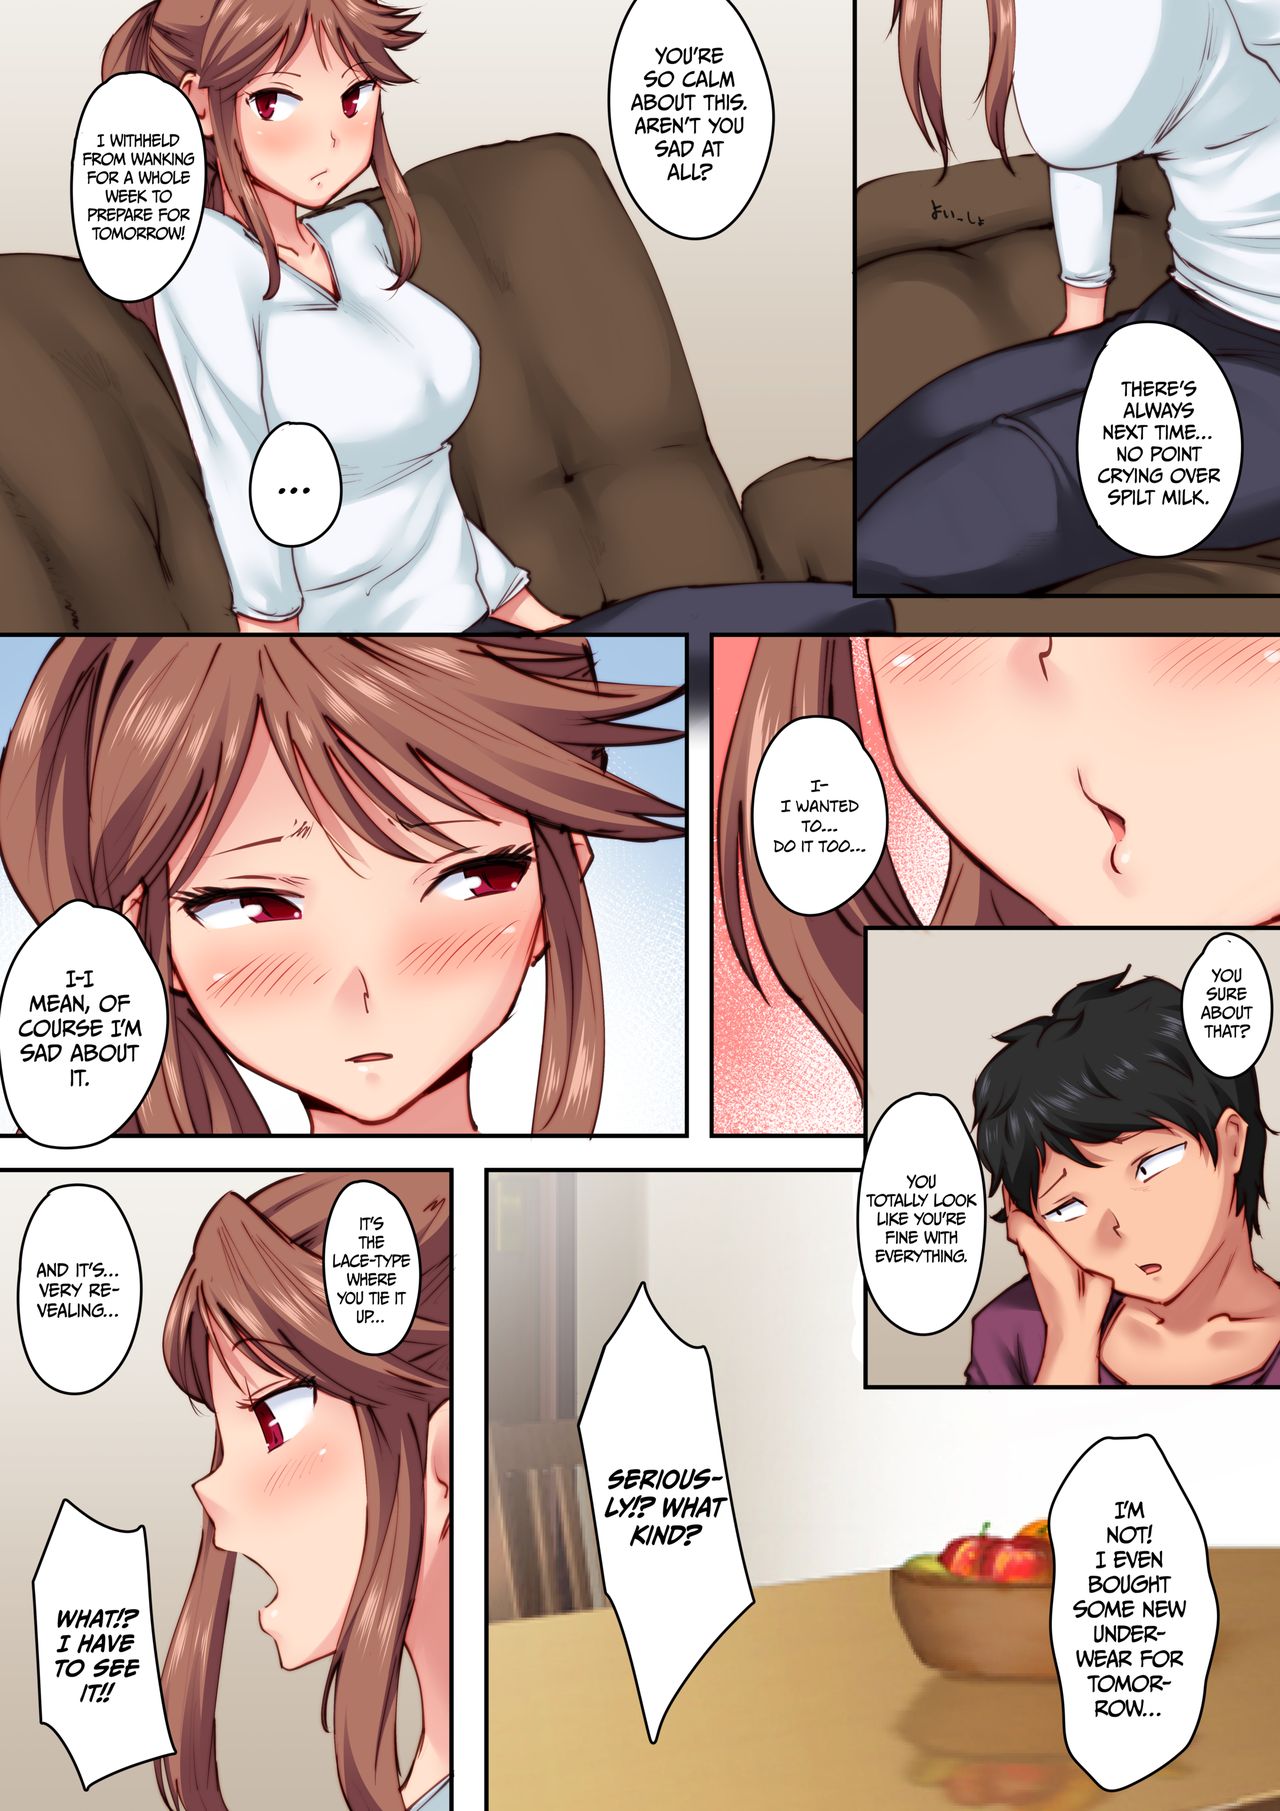 THERE'S
ALWAYS
NEXT TIME...
NO POINT
CRYING OVER
SPILT MILK.
よいっしょ
YOU'RE
SO CALM
ABOUT THIS.
AREN'T YOU
SAD AT
ALL?
I WITHHELD
FROM WANKING
FOR A WHOLE
WEEK TO
PREPARE FOR
TOMORROW!
...
I-
I WANTED
TO...
DO IT TOO...
I-I
MEAN, OF
COURSE I'M
SAD ABOUT
IT.
YOU
SURE
ABOUT
THAT?
YOU
TOTALLY LOOK
LIKE YOU'RE
FINE WITH
EVERYTHING.
I'M
NOT!
I EVEN
BOUGHT
SOME NEW
UNDER-
WEAR FOR
TOMOR-
ROW...
SERIOUS-
LY!? WHAT
KIND?
IT'S
THE
LACE-TYPE
WHERE
YOU TIE IT
UP...
AND IT'S...
VERY RE-
VEALING...
WHAT!?
I HAVE
TO SEE
IT!!